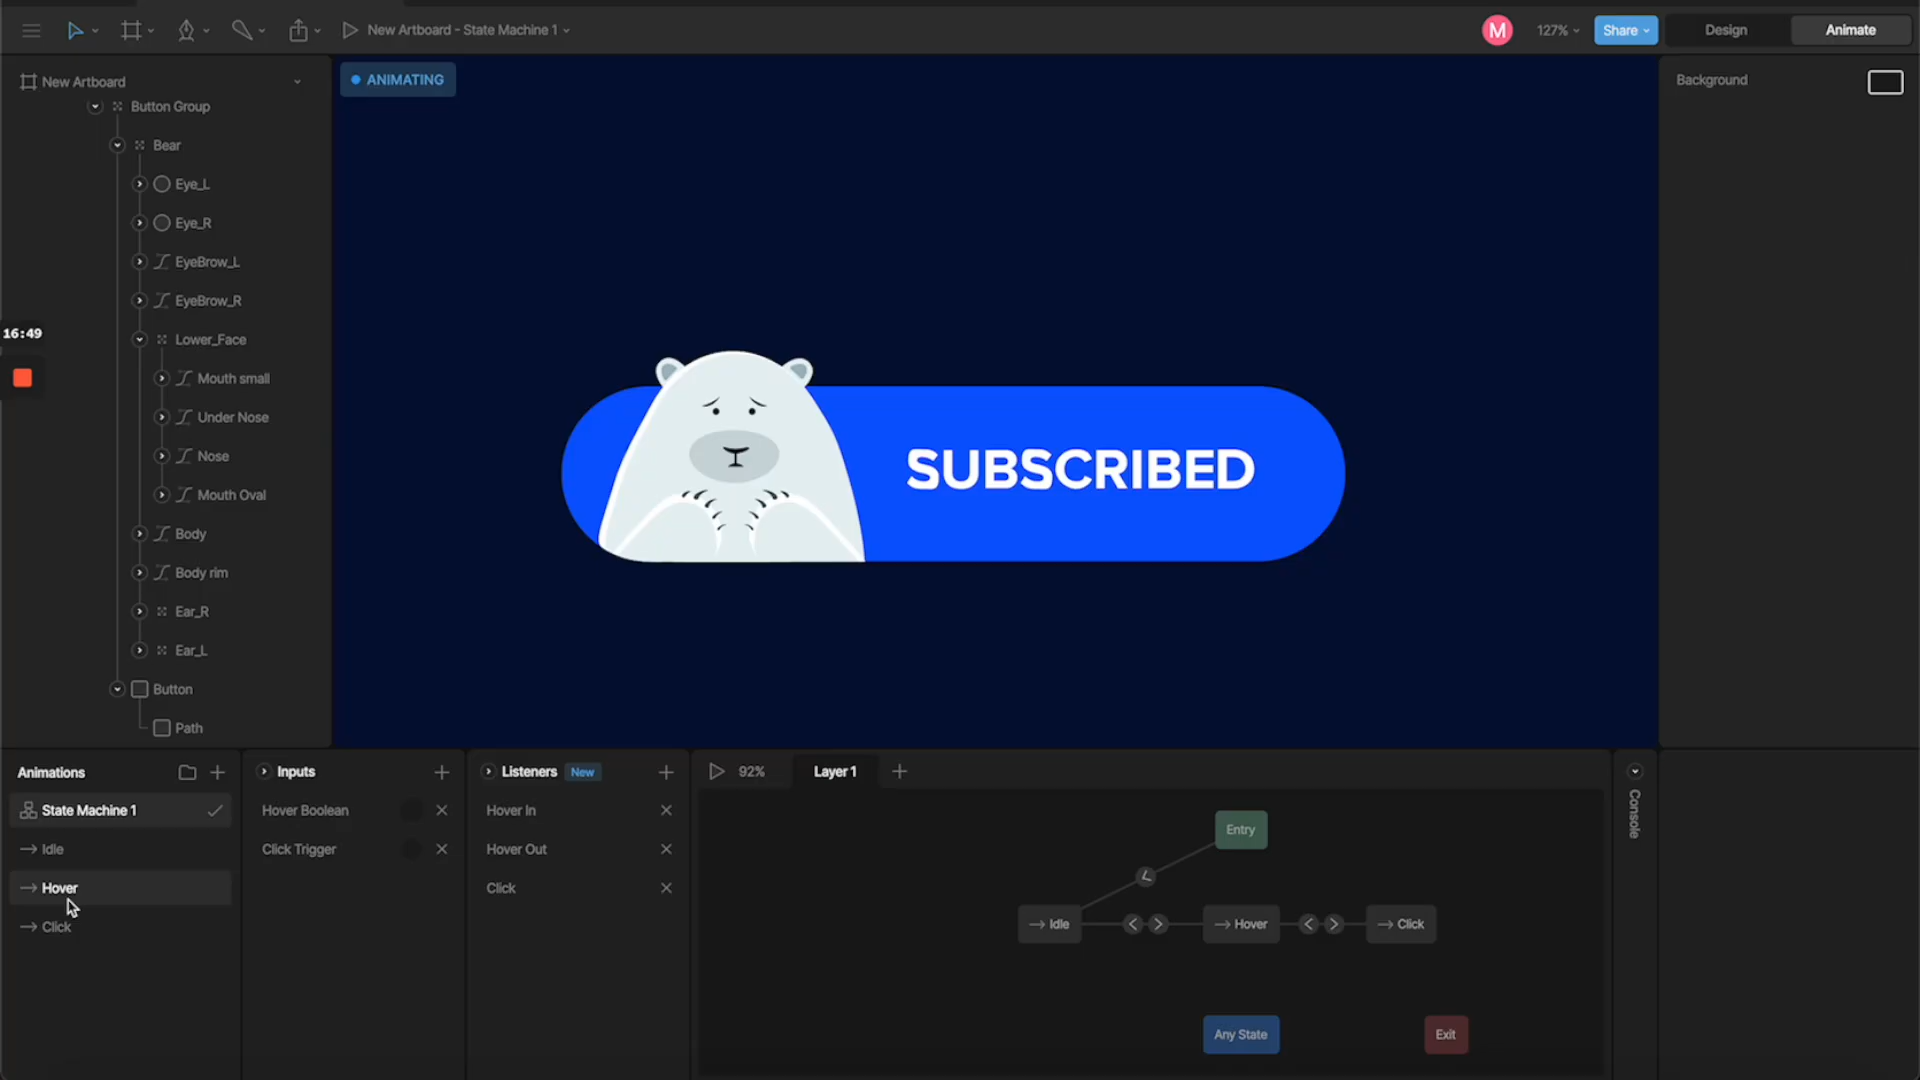 New Artboard - State Machine 1
M
127%
Share
Design
Animate
New Artboard
ANIMATING
Background
Button Group
Bear
Eye_L
Eye_R
EyeBrow_L
EyeBrow_R
16:49
Lower_Face
Mouth small
Under Nose
Nose
Mouth Oval
Body
Body rim
Ear_R
Ear_L
Button
Path
SUBSCRIBED
Animations
State Machine 1
Idle
Hover
Click
Inputs
Hover Boolean
Click Trigger
Listeners New
Hover In
Hover Out
Click
92%
Layer 1
Entry
Idle
Hover
Click
Any State
Exit
Console